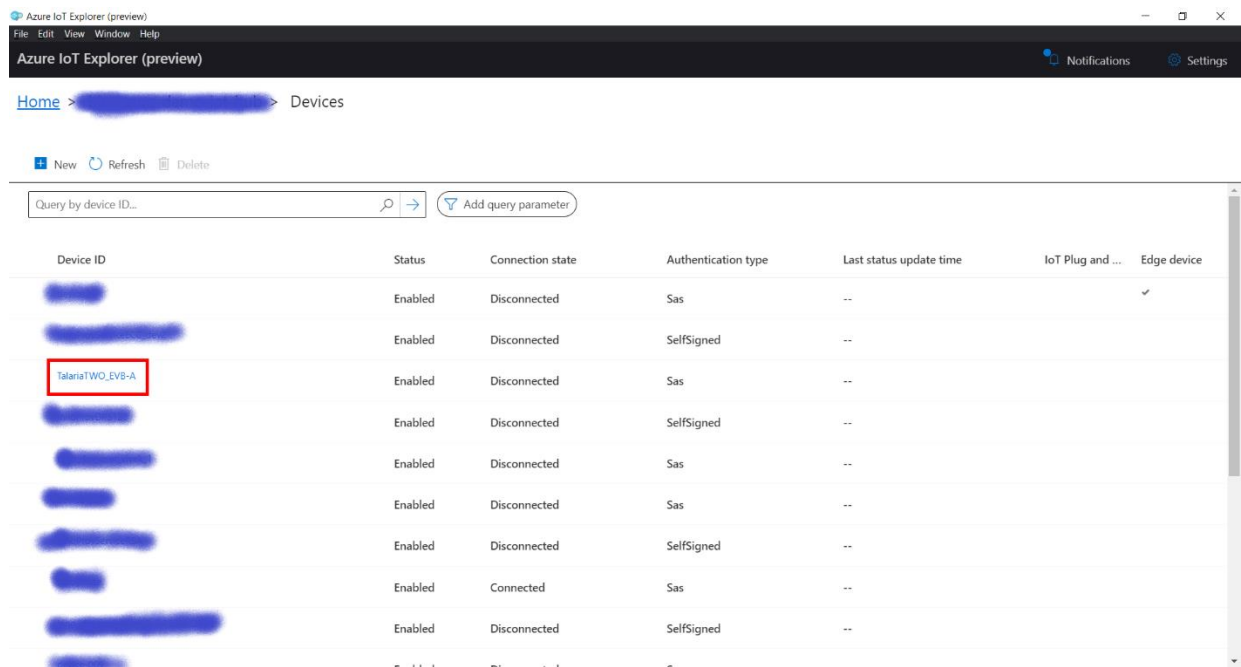 Azure IoT Explorer (preview)
File Edit View Window Help
Azure IoT Explorer (preview) Notifications Settings
Home > > Devices
New Refresh Delete
Query by device ID... Add query parameter
Device ID Status Connection state Authentication type Last status update time IoT Plug and ... Edge device
Enabled Disconnected Sas --
Enabled Disconnected SelfSigned --
TalariaTWO_EVB-A Enabled Disconnected Sas --
Enabled Disconnected SelfSigned --
Enabled Disconnected Sas --
Enabled Disconnected Sas --
Enabled Disconnected SelfSigned --
Enabled Connected Sas --
Enabled Disconnected SelfSigned --